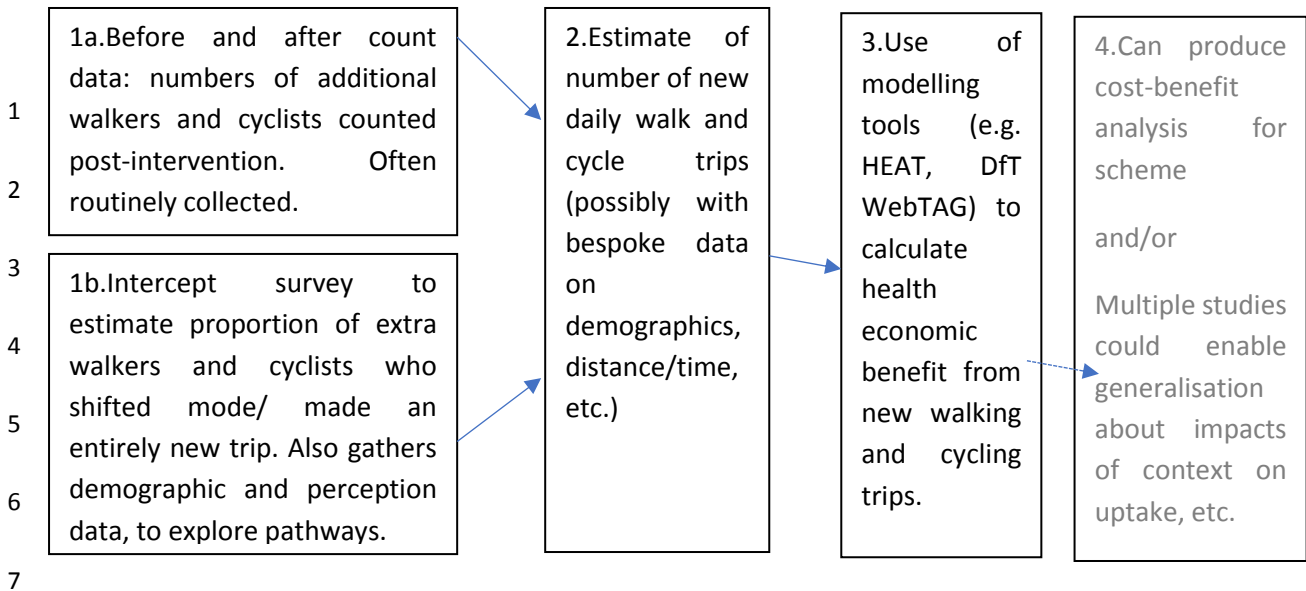 1a.Before and after count
data: numbers of additional
walkers and cyclists counted
post-intervention. Often
routinely collected.
1b.Intercept survey to
estimate proportion of extra
walkers and cyclists who
shifted mode/ made an
entirely new trip. Also gathers
demographic and perception
data, to explore pathways.
2.Estimate of
number of new
daily walk and
cycle trips
(possibly with
bespoke data
on
demographics,
distance/time,
etc.)
3.Use of
modelling
tools (e.g.
HEAT, DfT
WebTAG) to
calculate
health
economic
benefit from
new walking
and cycling
trips.
4.Can produce
cost-benefit
analysis for
scheme
and/or
Multiple studies
could enable
generalisation
about impacts
of context on
uptake, etc.
1
2
3
4
5
6
7